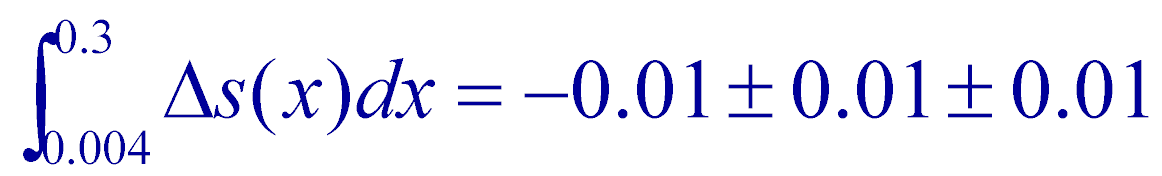 ∫_{0.004}^{0.3} Δs(x)dx = −0.01 ± 0.01 ± 0.01